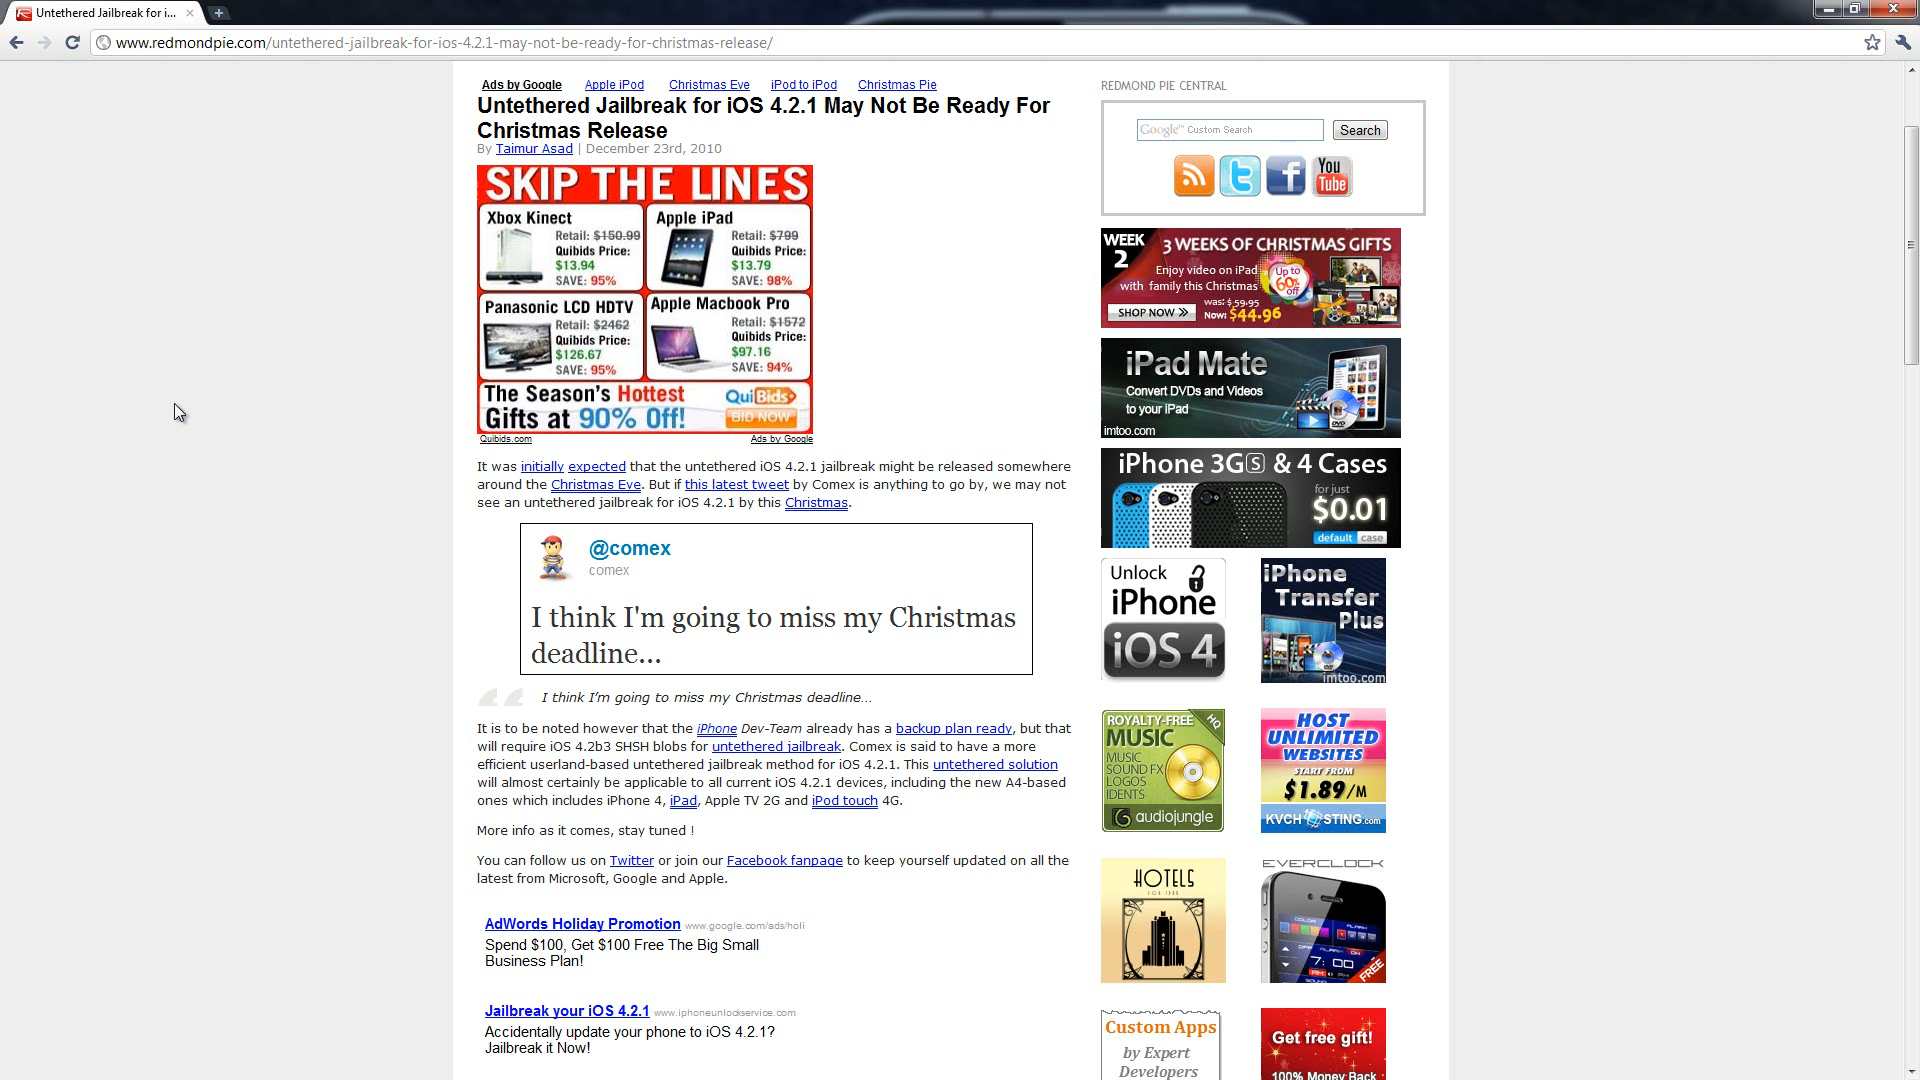 Untethered Jailbreak for i...
www.redmondpie.com/untethered-jailbreak-for-ios-4.2.1-may-not-be-ready-for-christmas-release/
Ads by Google Apple iPod Christmas Eve iPod to iPod Christmas Pie
Untethered Jailbreak for iOS 4.2.1 May Not Be Ready For
Christmas Release
By Taimur Asad | December 23rd, 2010
SKIP THE LINES
Xbox Kinect
Retail: $150.99
Quibids Price:
$13.94
SAVE: 95%
Apple iPad
Retail: $799
Quibids Price:
$13.79
SAVE: 98%
Panasonic LCD HDTV
Retail: $2462
Quibids Price:
$126.67
SAVE: 95%
Apple Macbook Pro
Retail: $1572
Quibids Price:
$97.16
SAVE: 94%
The Season's Hottest
Gifts at 90% Off!
QuiBids
BID NOW
Quibids.com Ads by Google
It was initially expected that the untethered iOS 4.2.1 jailbreak might be released somewhere
around the Christmas Eve. But if this latest tweet by Comex is anything to go by, we may not
see an untethered jailbreak for iOS 4.2.1 by this Christmas.
@comex
comex
I think I'm going to miss my Christmas
deadline...
I think I'm going to miss my Christmas deadline...
It is to be noted however that the iPhone Dev-Team already has a backup plan ready, but that
will require iOS 4.2b3 SHSH blobs for untethered jailbreak. Comex is said to have a more
efficient userland-based untethered jailbreak method for iOS 4.2.1. This untethered solution
will almost certainly be applicable to all current iOS 4.2.1 devices, including the new A4-based
ones which includes iPhone 4, iPad, Apple TV 2G and iPod touch 4G.
More info as it comes, stay tuned !
You can follow us on Twitter or join our Facebook fanpage to keep yourself updated on all the
latest from Microsoft, Google and Apple.
AdWords Holiday Promotion www.google.com/ads/holi
Spend $100, Get $100 Free The Big Small
Business Plan!
Jailbreak your iOS 4.2.1 www.iphoneunlockservice.com
Accidentally update your phone to iOS 4.2.1?
Jailbreak it Now!
REDMOND PIE CENTRAL
Google™ Custom Search Search
You
Tube
WEEK
2
3 WEEKS OF CHRISTMAS GIFTS
Enjoy video on iPad
with family this Christmas
Up to
60%
off
was: $59.95
SHOP NOW
Now: $44.96
iPad Mate
Convert DVDs and Videos
to your iPad
imtoo.com
iPhone 3GS & 4 Cases
for just
$0.01
default case
Unlock
iPhone
iOS 4
iPhone
Transfer
Plus
imtoo.com
ROYALTY-FREE
HQ
MUSIC
MUSIC
SOUND FX
LOGOS
IDENTS
audiojungle
HOST
UNLIMITED
WEBSITES
START FROM
$1.89/M
KVCHOSTING.com
HOTELS
FOR IPAD
EVERCLOCK
COLOR
ALARM
7:00
FREE
Custom Apps
by Expert
Developers
Get free gift!
100% Money Back